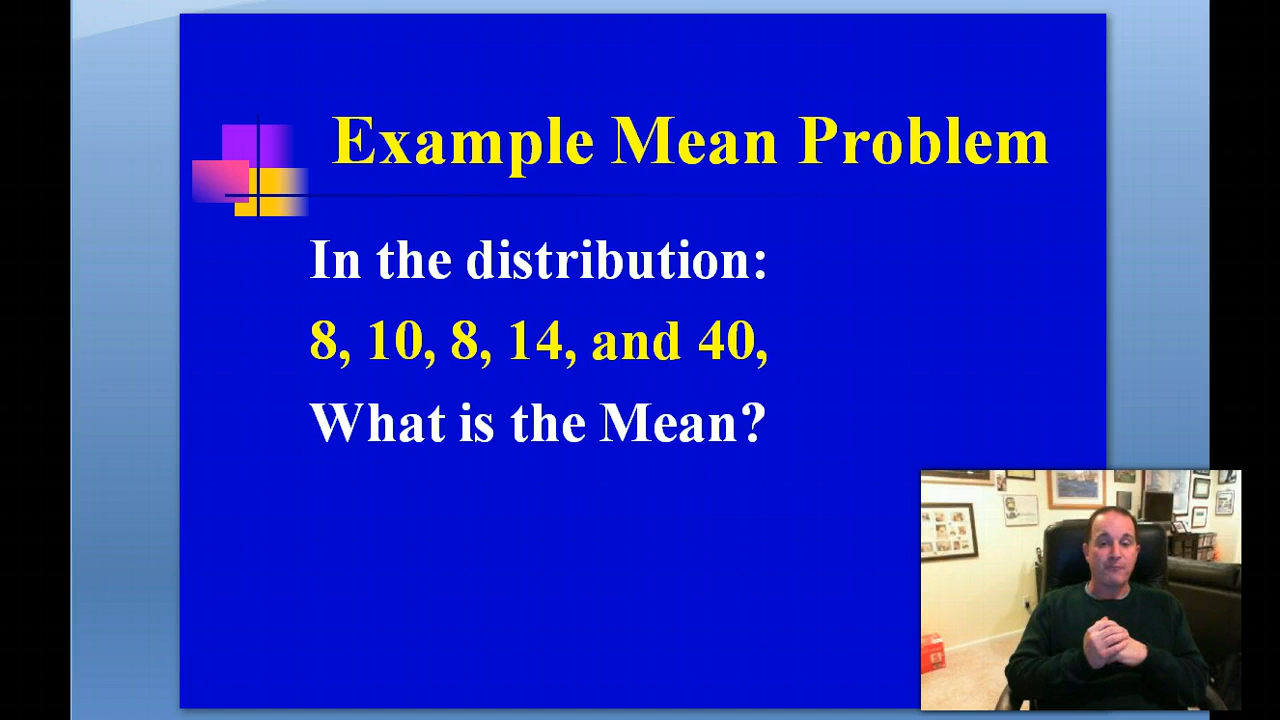 Example Mean Problem
In the distribution:
8, 10, 8, 14, and 40,
What is the Mean?